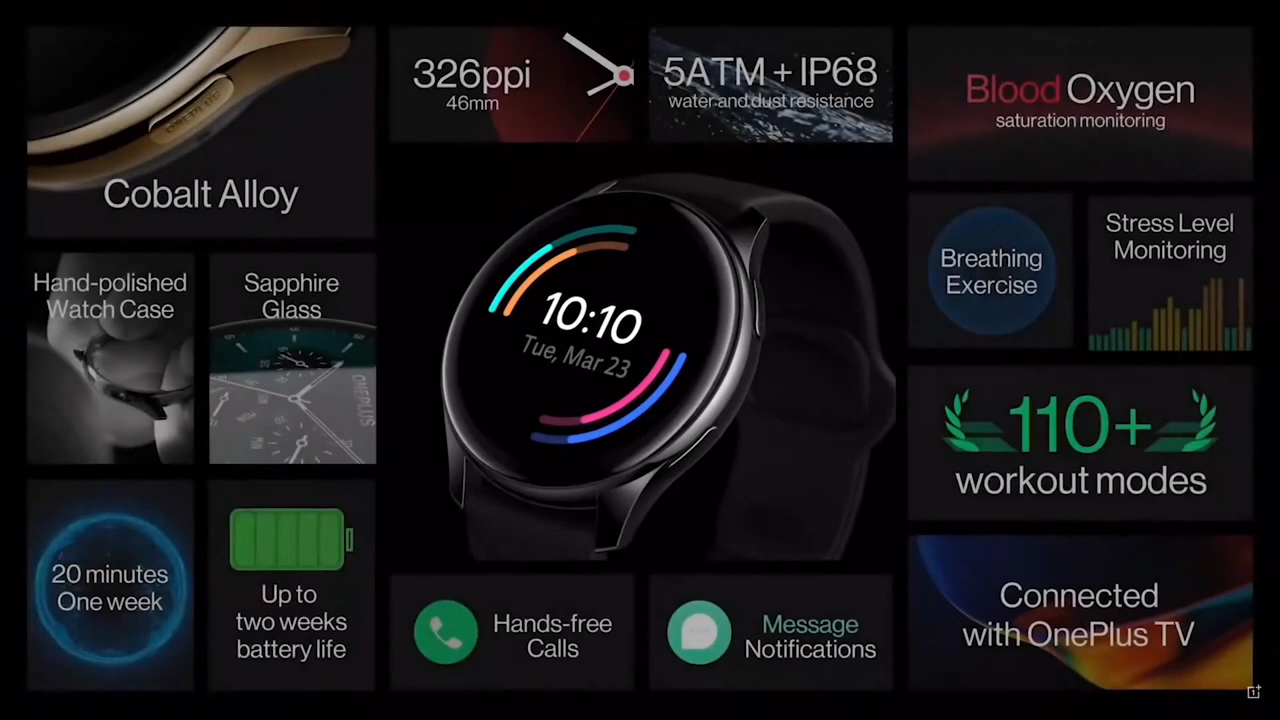 Cobalt Alloy
326ppi
46mm
5ATM + IP68
water and dust resistance
Blood Oxygen
saturation monitoring
Hand-polished
Watch Case
Sapphire
Glass
ONEPLUS
10:10
Tue, Mar 23
Breathing
Exercise
Stress Level
Monitoring
110+
workout modes
20 minutes
One week
Up to
two weeks
battery life
Hands-free
Calls
Message
Notifications
Connected
with OnePlus TV